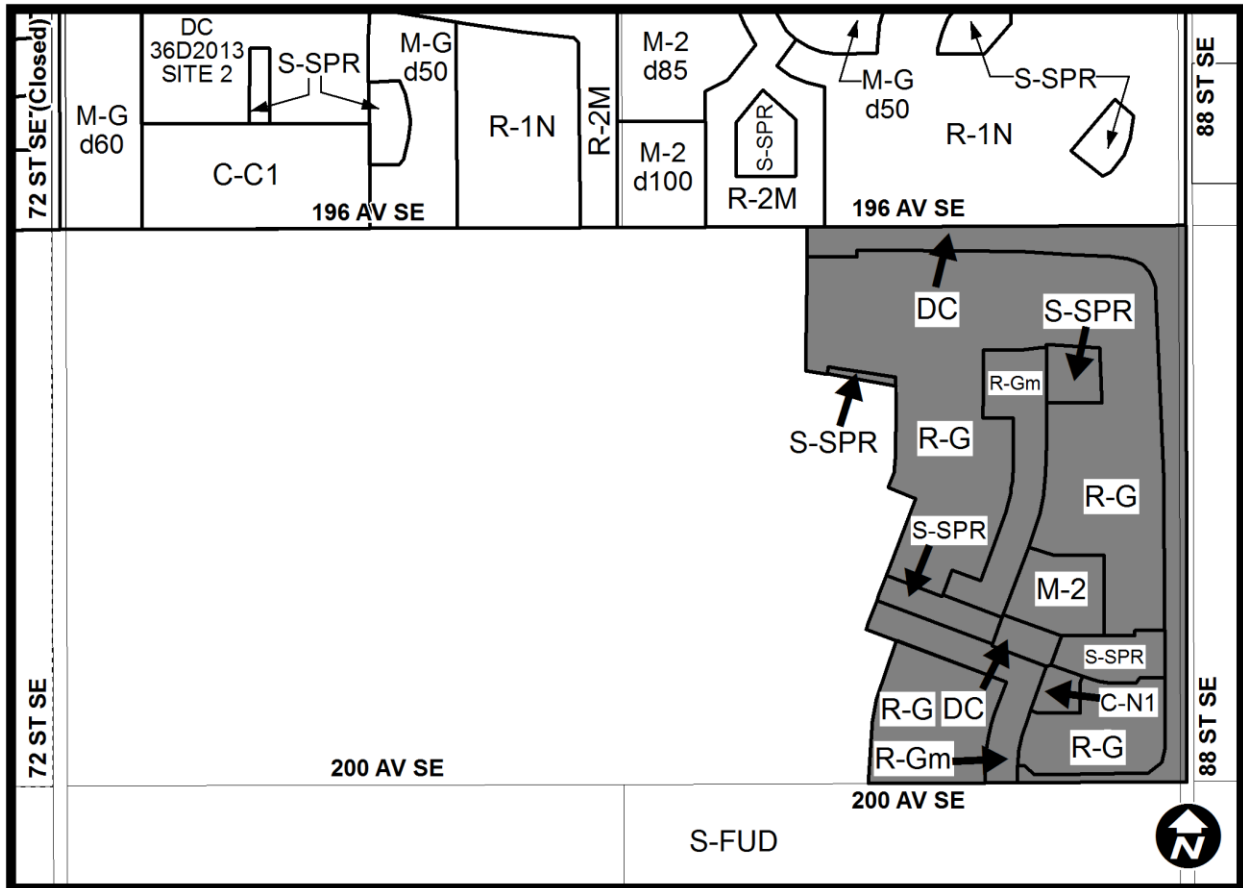 DC
36D2013
SITE 2
S-SPR
M-G
d50
M-2
d85
M-G
d50
S-SPR
72 ST SE (Closed)
88 ST SE
M-G
d60
R-1N
R-2M
S-SPR
R-1N
C-C1
M-2
d100
R-2M
196 AV SE
196 AV SE
DC
S-SPR
R-Gm
S-SPR
R-G
R-G
S-SPR
M-2
S-SPR
R-G
DC
C-N1
R-Gm
R-G
72 ST SE
88 ST SE
200 AV SE
200 AV SE
S-FUD
N